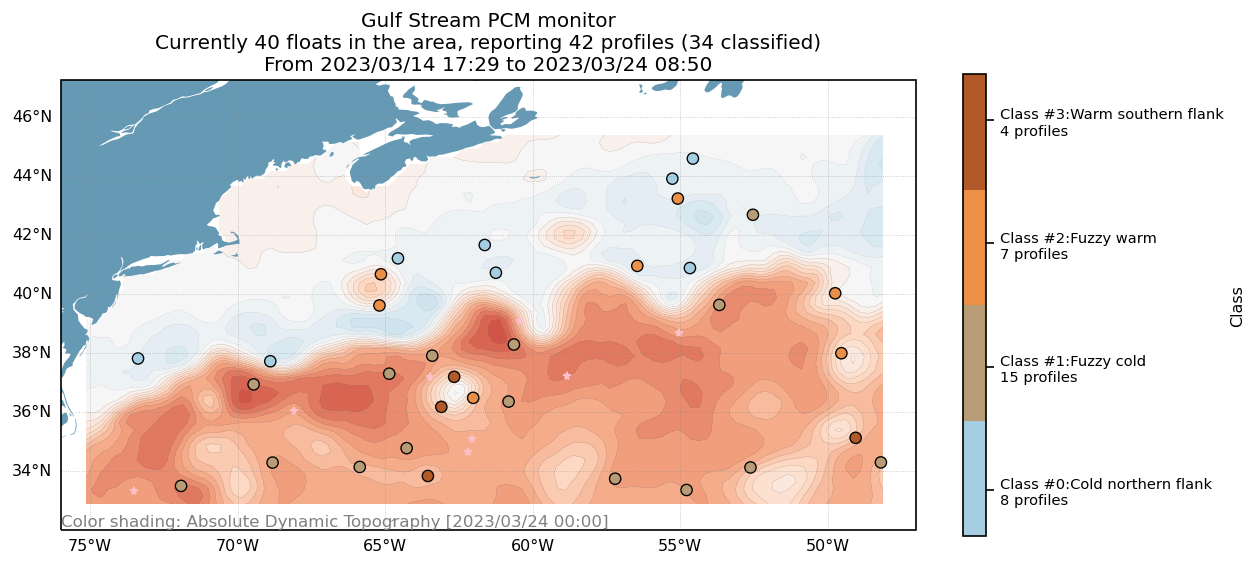 Gulf Stream PCM monitor
Currently 40 floats in the area, reporting 42 profiles (34 classified)
From 2023/03/14 17:29 to 2023/03/24 08:50
46°N
44°N
42°N
40°N
38°N
36°N
34°N
Color shading: Absolute Dynamic Topography [2023/03/24 00:00]
75°W
70°W
65°W
60°W
55°W
50°W
Class #3:Warm southern flank
4 profiles
Class #2:Fuzzy warm
7 profiles
Class #1:Fuzzy cold
15 profiles
Class #0:Cold northern flank
8 profiles
Class